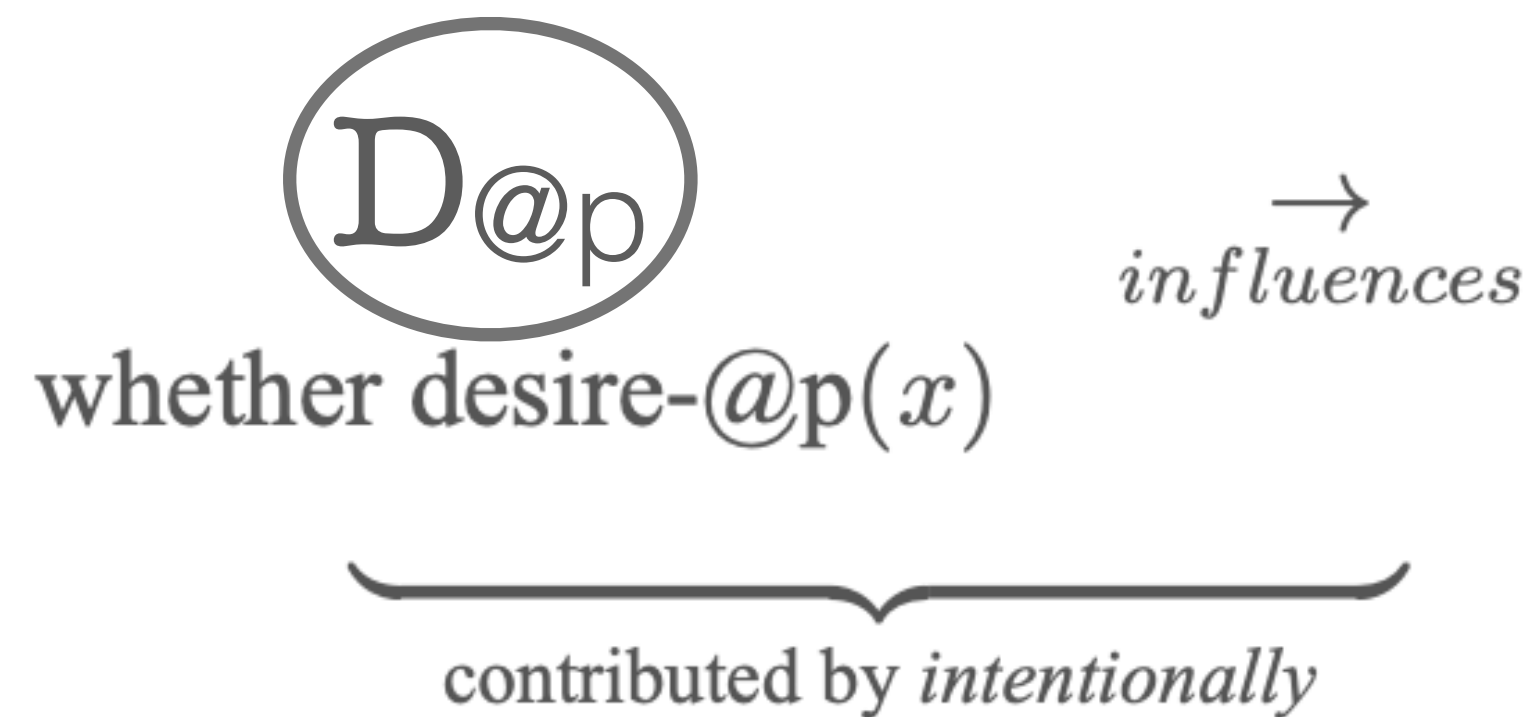 D@p
→
influences
whether desire-@p(x)
contributed by intentionally